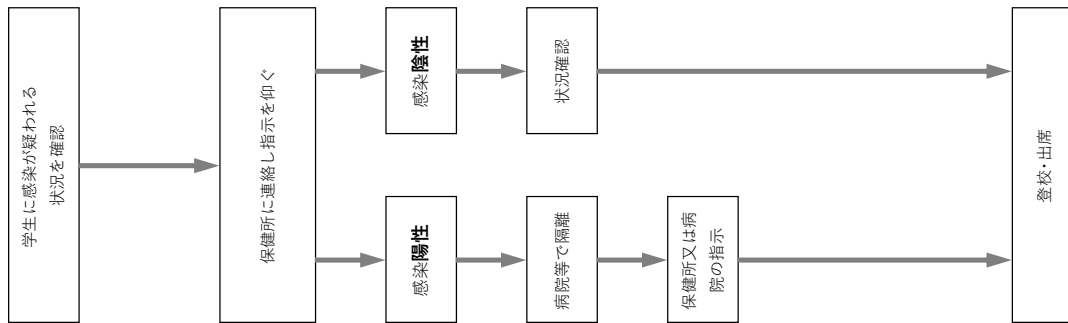 学生に感染が疑われる
状況を確認
保健所に連絡し指示を仰ぐ
感染陰性
状況確認
感染陽性
病院等で隔離
保健所又は病
院の指示
登校・出席